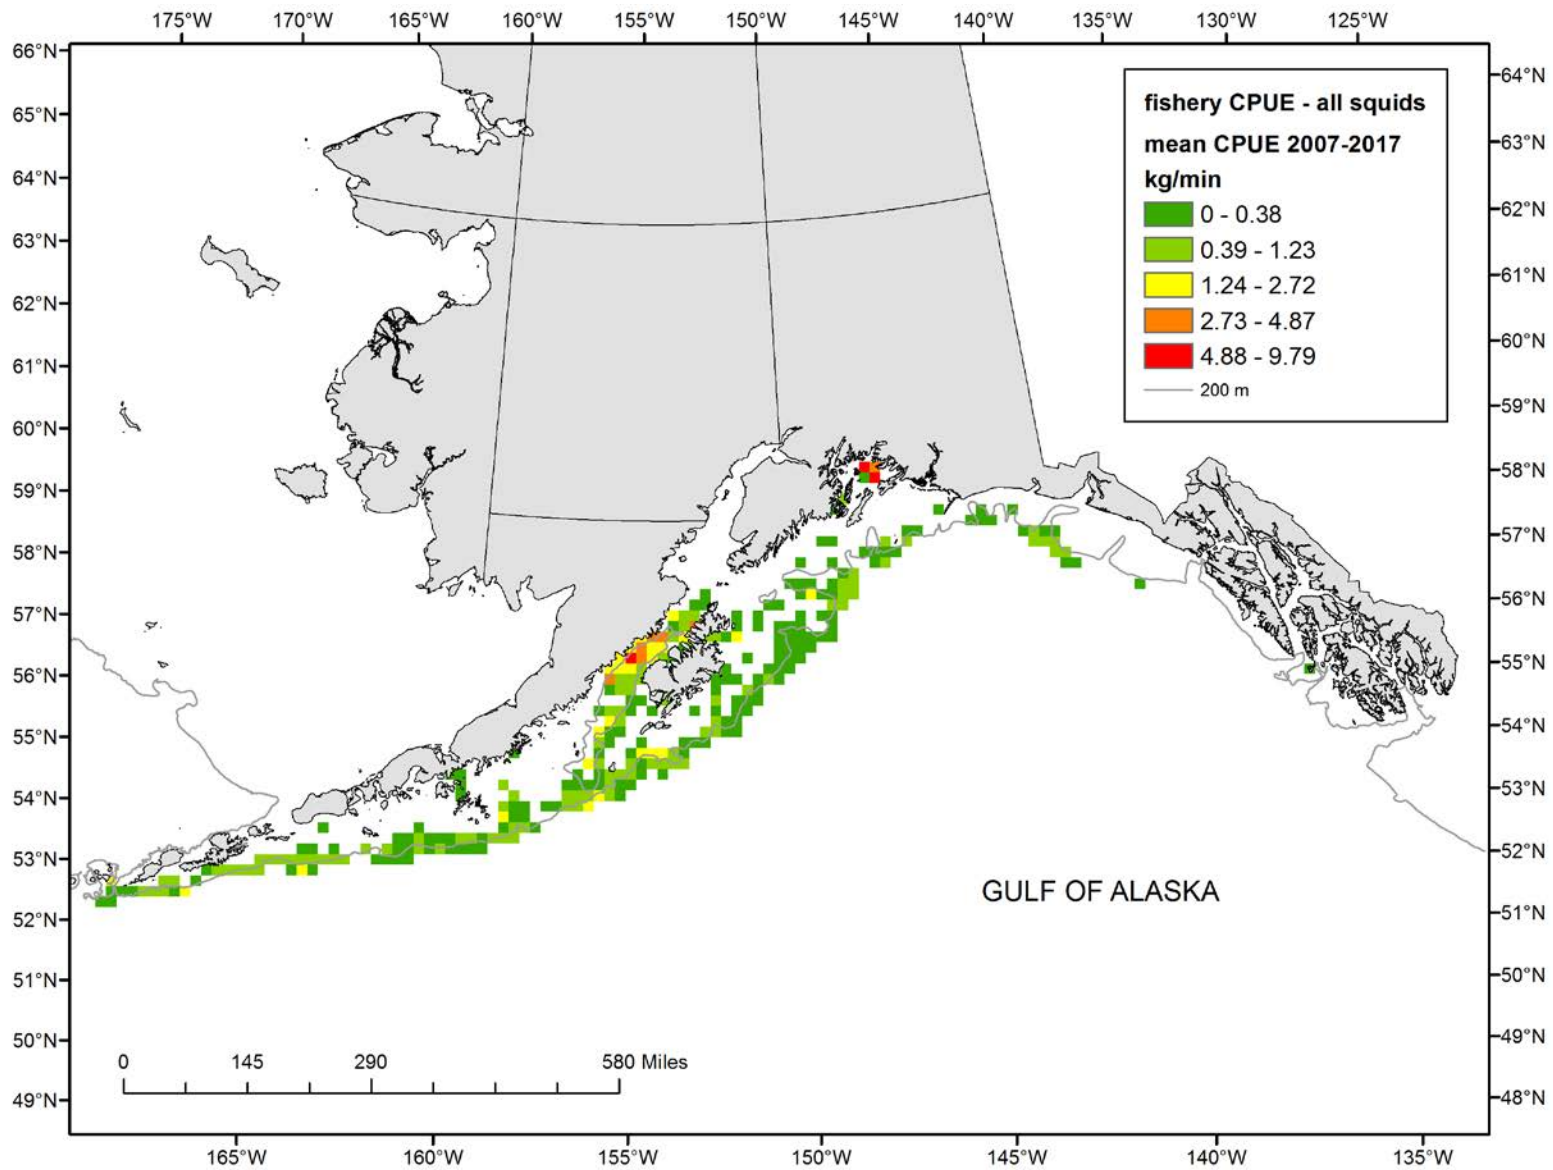 175°W 170°W 165°W 160°W 155°W 150°W 145°W 140°W 135°W 130°W 125°W
66°N
65°N
64°N
63°N
62°N
61°N
60°N
59°N
58°N
57°N
56°N
55°N
54°N
53°N
52°N
51°N
50°N
49°N
fishery CPUE - all squids
mean CPUE 2007-2017
kg/min
0 - 0.38
0.39 - 1.23
1.24 - 2.72
2.73 - 4.87
4.88 - 9.79
200 m
64°N
63°N
62°N
61°N
60°N
59°N
58°N
57°N
56°N
55°N
54°N
53°N
52°N
51°N
50°N
49°N
48°N
GULF OF ALASKA
0 145 290 580 Miles
165°W 160°W 155°W 150°W 145°W 140°W 135°W